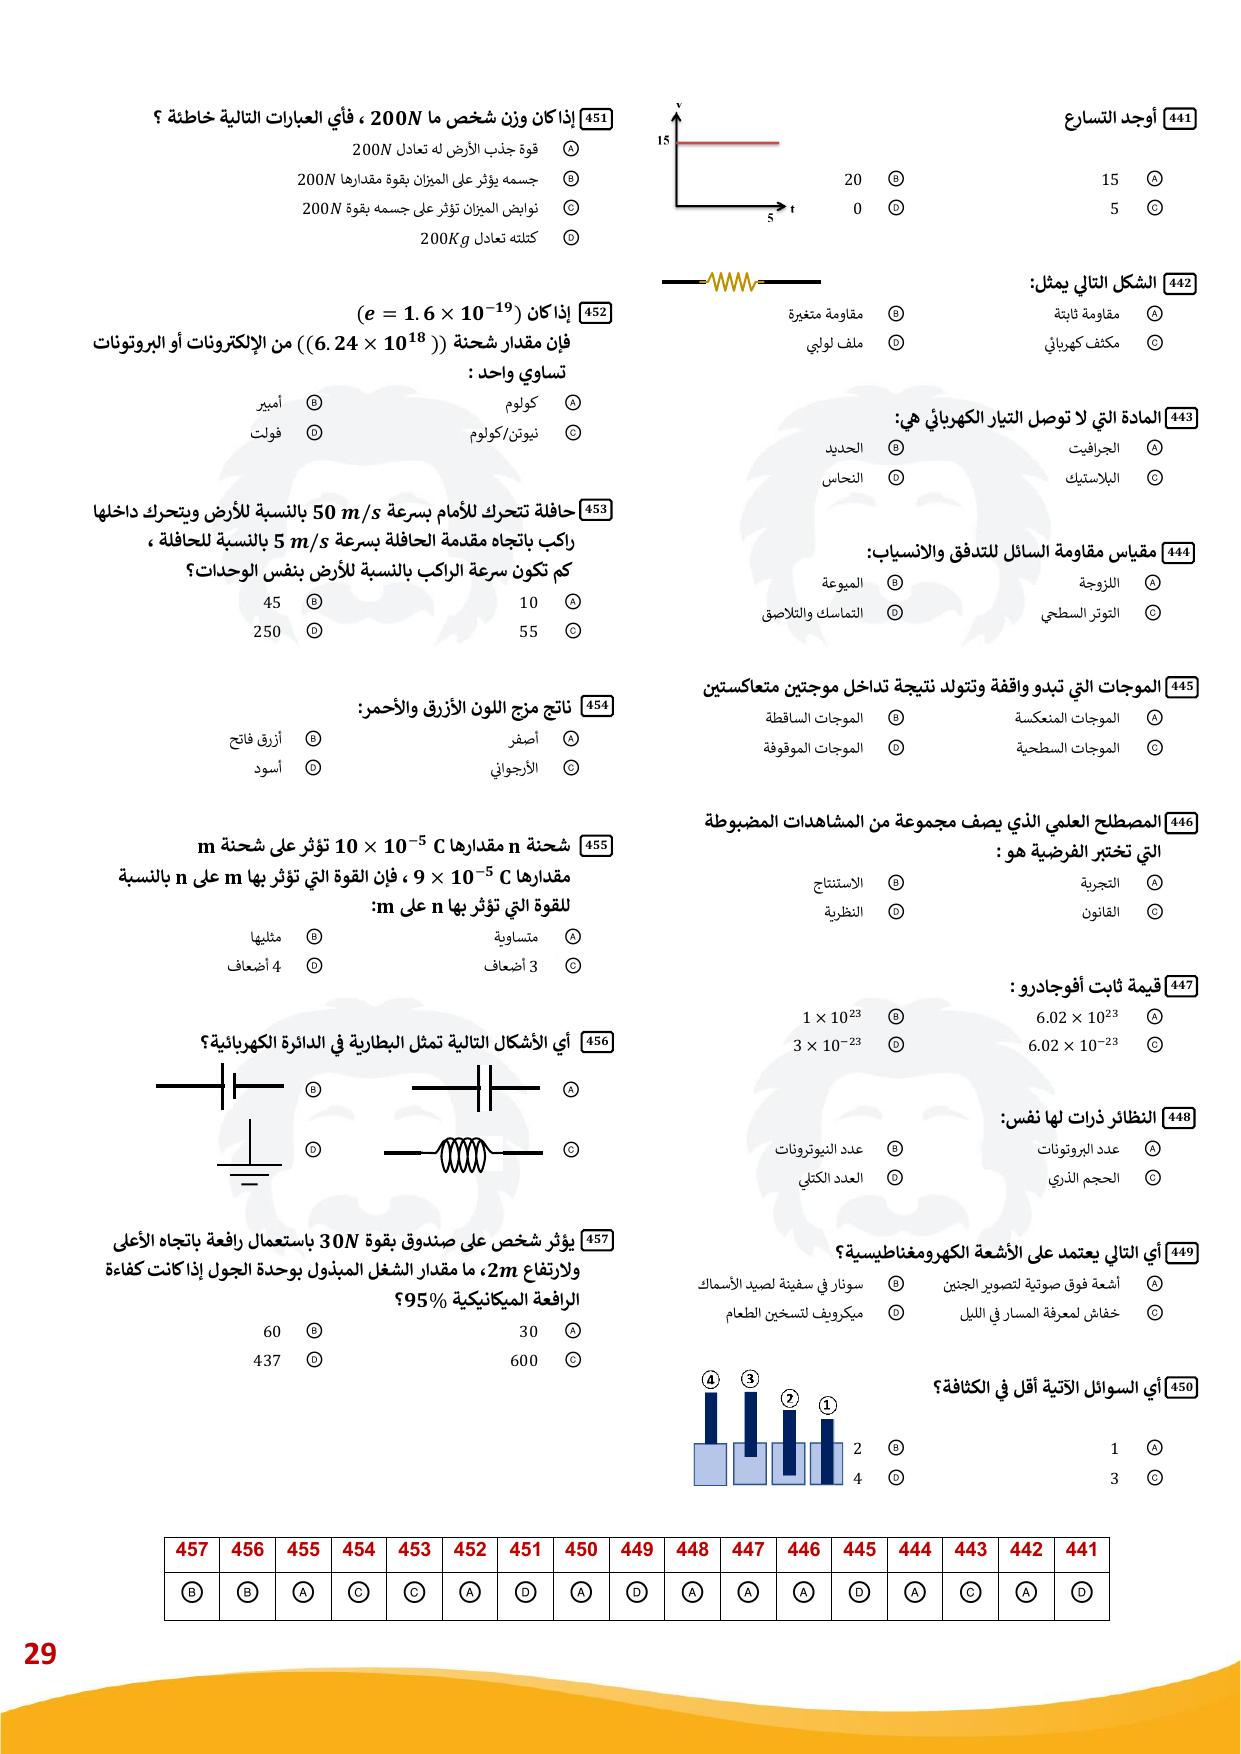 441 أوجد التسارع
v
15
5
t
A 15
B 20
C 5
D 0
442 الشكل التالي يمثل:
A مقاومة ثابتة
B مقاومة متغيرة
C مكثف كهربائي
D ملف لولبي
443 المادة التي لا توصل التيار الكهربائي هي:
A الجرافيت
B الحديد
C البلاستيك
D النحاس
444 مقياس مقاومة السائل للتدفق والانسياب:
A اللزوجة
B الميوعة
C التوتر السطحي
D التماسك والتلاصق
445 الموجات التي تبدو واقفة وتتولد نتيجة تداخل موجتين متعاكستين
A الموجات المنعكسة
B الموجات الساقطة
C الموجات السطحية
D الموجات الموقوفة
446 المصطلح العلمي الذي يصف مجموعة من المشاهدات المضبوطة
التي تختبر الفرضية هو :
A التجربة
B الاستنتاج
C القانون
D النظرية
447 قيمة ثابت أفوجادرو :
A 6.02 × 10²³
B 1 × 10²³
C 6.02 × 10⁻²³
D 3 × 10⁻²³
448 النظائر ذرات لها نفس:
A عدد البروتونات
B عدد النيوترونات
C الحجم الذري
D العدد الكتلي
449 أي التالي يعتمد على الأشعة الكهرومغناطيسية؟
A أشعة فوق صوتية لتصوير الجنين
B سونار في سفينة لصيد الأسماك
C خفاش لمعرفة المسار في الليل
D ميكرويف لتسخين الطعام
450 أي السوائل الآتية أقل في الكثافة؟
④ ③ ② ①
A 1
B 2
C 3
D 4
451 إذا كان وزن شخص ما 200N ، فأي العبارات التالية خاطئة ؟
A قوة جذب الأرض له تعادل 200N
B جسمه يؤثر على الميزان بقوة مقدارها 200N
C نوابض الميزان تؤثر على جسمه بقوة 200N
D كتلته تعادل 200Kg
452 إذا كان (e = 1.6 × 10⁻¹⁹)
فإن مقدار شحنة ((6.24 × 10¹⁸ )) من الإلكترونات أو البروتونات
تساوي واحد :
A كولوم
B أمبير
C نيوتن/كولوم
D فولت
453 حافلة تتحرك للأمام بسرعة 50 m/s بالنسبة للأرض ويتحرك داخلها
راكب باتجاه مقدمة الحافلة بسرعة 5 m/s بالنسبة للحافلة ،
كم تكون سرعة الراكب بالنسبة للأرض بنفس الوحدات؟
A 10
B 45
C 55
D 250
454 ناتج مزج اللون الأزرق والأحمر:
A أصفر
B أزرق فاتح
C الأرجواني
D أسود
455 شحنة n مقدارها 10 × 10⁻⁵ C تؤثر على شحنة m
مقدارها 9 × 10⁻⁵ C ، فإن القوة التي تؤثر بها m على n بالنسبة
للقوة التي تؤثر بها n على m:
A متساوية
B مثليها
C 3 أضعاف
D 4 أضعاف
456 أي الأشكال التالية تمثل البطارية في الدائرة الكهربائية؟
A
B
C
D
457 يؤثر شخص على صندوق بقوة 30N باستعمال رافعة باتجاه الأعلى
ولارتفاع 2m، ما مقدار الشغل المبذول بوحدة الجول إذا كانت كفاءة
الرافعة الميكانيكية 95%؟
A 30
B 60
C 600
D 437
457 456 455 454 453 452 451 450 449 448 447 446 445 444 443 442 441
B B A C C A D A D A A A D A C A D
29